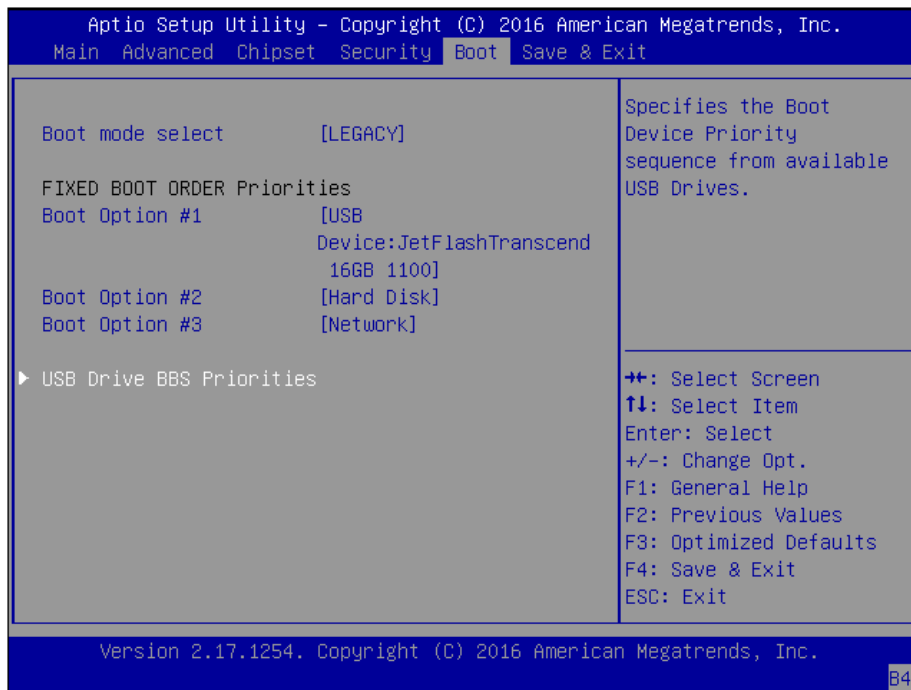 Aptio Setup Utility – Copyright (C) 2016 American Megatrends, Inc.
Main Advanced Chipset Security Boot Save & Exit
Boot mode select [LEGACY]
FIXED BOOT ORDER Priorities
Boot Option #1 [USB
Device:JetFlashTranscend
16GB 1100]
Boot Option #2 [Hard Disk]
Boot Option #3 [Network]
▶ USB Drive BBS Priorities
Specifies the Boot
Device Priority
sequence from available
USB Drives.
→←: Select Screen
↑↓: Select Item
Enter: Select
+/-: Change Opt.
F1: General Help
F2: Previous Values
F3: Optimized Defaults
F4: Save & Exit
ESC: Exit
Version 2.17.1254. Copyright (C) 2016 American Megatrends, Inc.
B4